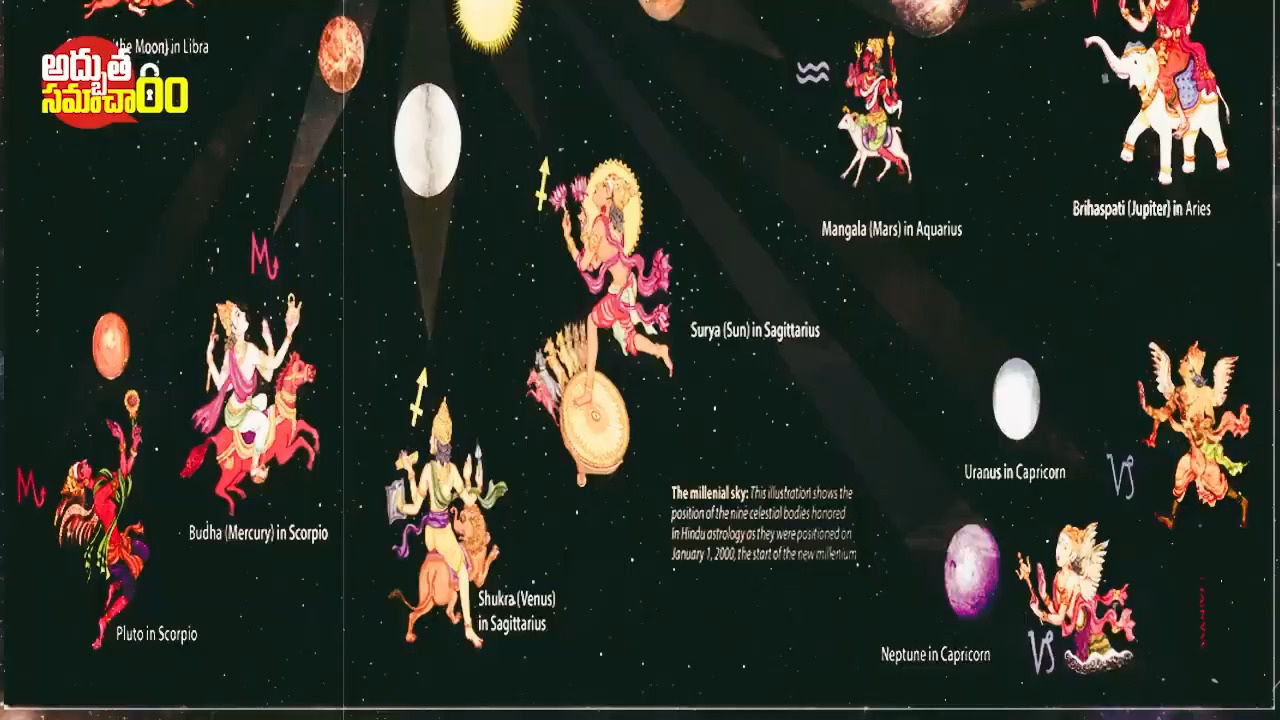 (the Moon) in Libra
అద్భుత
సమాచారం
Mangala (Mars) in Aquarius
Brihaspati (Jupiter) in Aries
Surya (Sun) in Sagittarius
Uranus in Capricorn
The millenial sky: This illustration shows the
position of the nine celestial bodies honored
in Hindu astrology as they were positioned on
January 1, 2000, the start of the new millenium
Budha (Mercury) in Scorpio
Shukra (Venus)
in Sagittarius
Pluto in Scorpio
Neptune in Capricorn